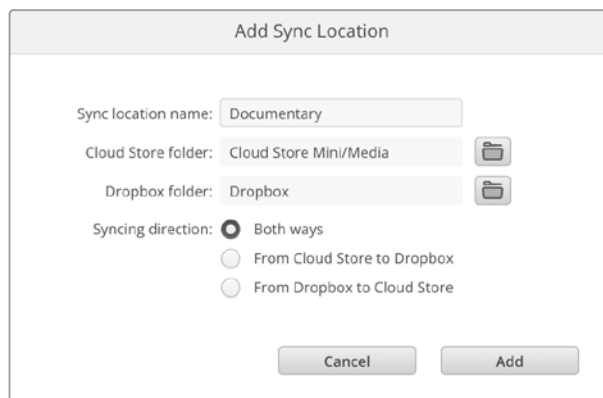 Add Sync Location
Sync location name: Documentary
Cloud Store folder: Cloud Store Mini/Media
Dropbox folder: Dropbox
Syncing direction: Both ways
From Cloud Store to Dropbox
From Dropbox to Cloud Store
Cancel Add